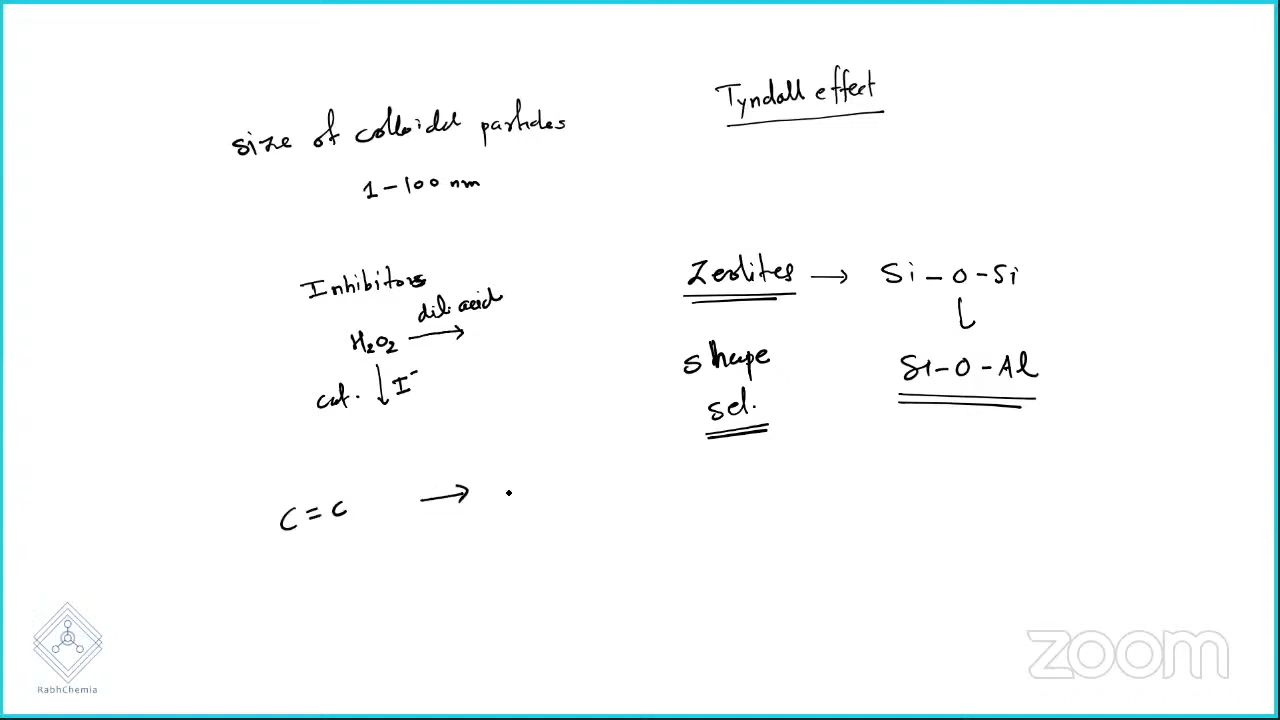 size of colloidal particles
1-100 nm
Tyndall effect
Inhibitors
H2O2 → dil. acid
cat. ↓ I-
Zeolites → Si-O-Si
Si-O-Al
shape
sel.
C=C →
RabhChemia
zoom